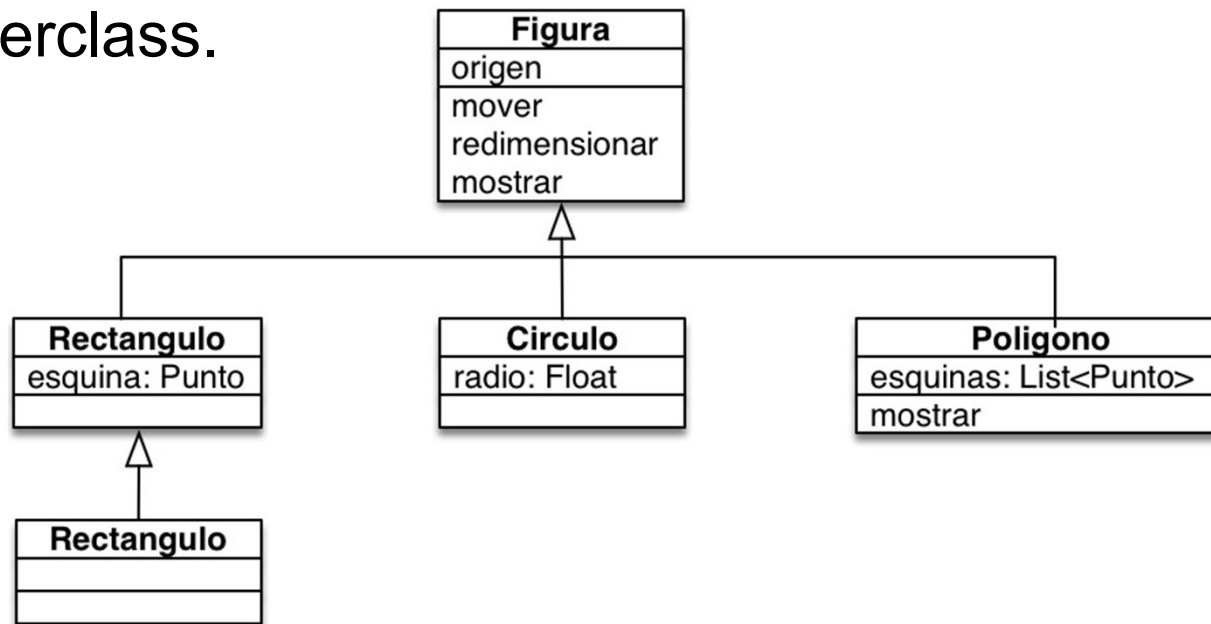 erclass.
Figura
origen
mover
redimensionar
mostrar
Rectangulo
esquina: Punto
Circulo
radio: Float
Poligono
esquinas: List<Punto>
mostrar
Rectangulo